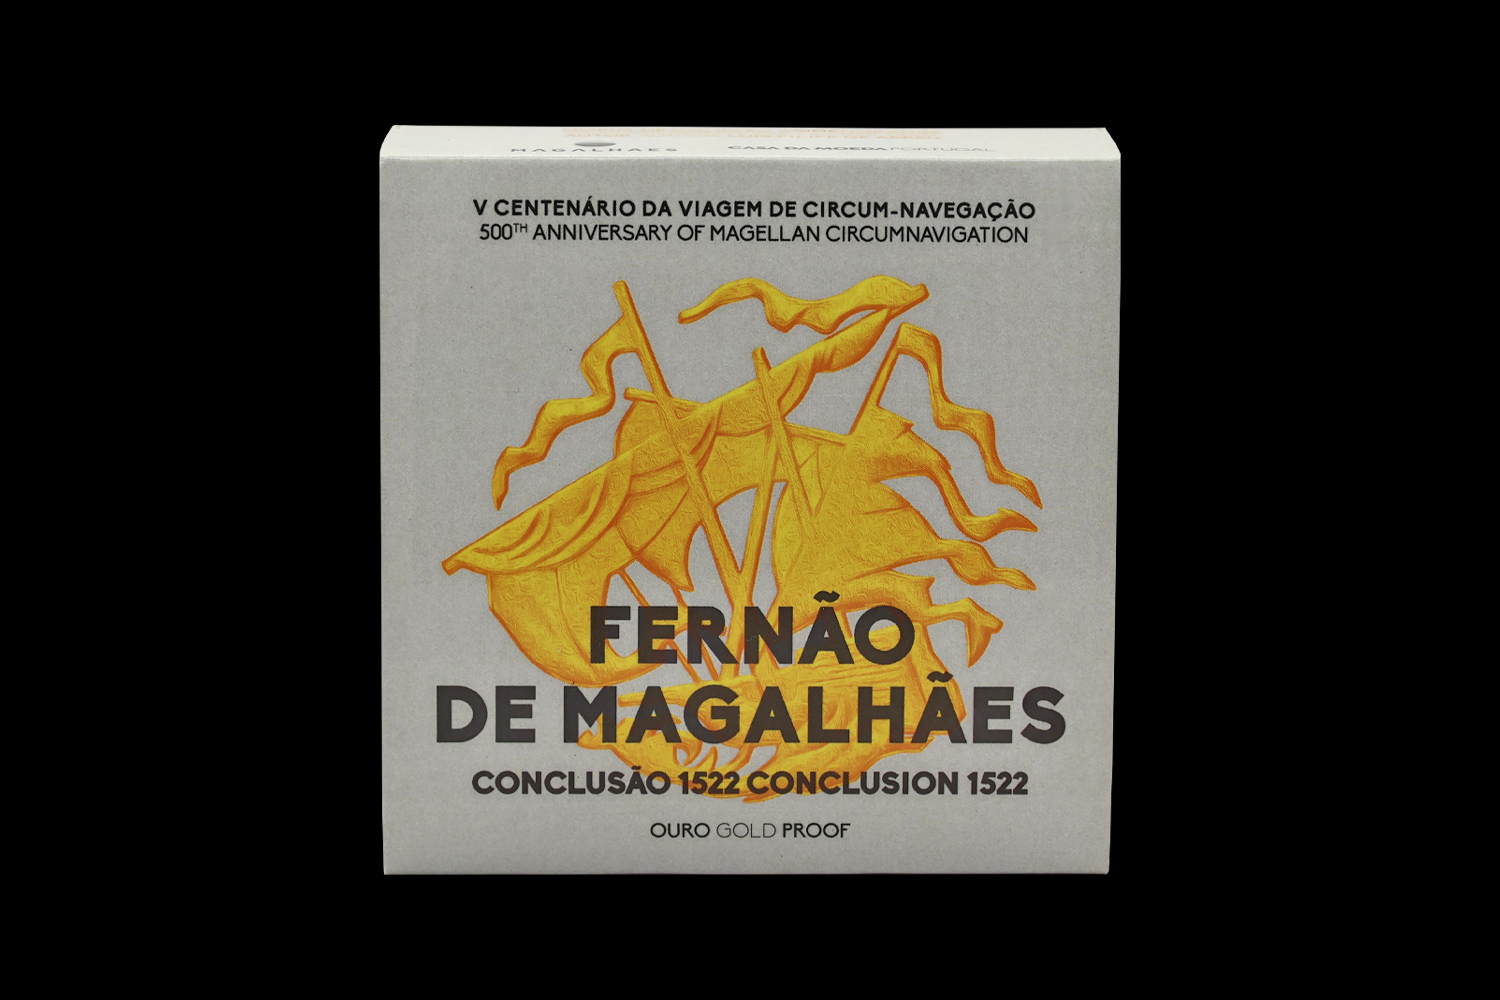 MAGALHÃES CASA DA MOEDA PORTUGAL
V CENTENÁRIO DA VIAGEM DE CIRCUM-NAVEGAÇÃO
500TH ANNIVERSARY OF MAGELLAN CIRCUMNAVIGATION
FERNÃO
DE MAGALHÃES
CONCLUSÃO 1522 CONCLUSION 1522
OURO GOLD PROOF